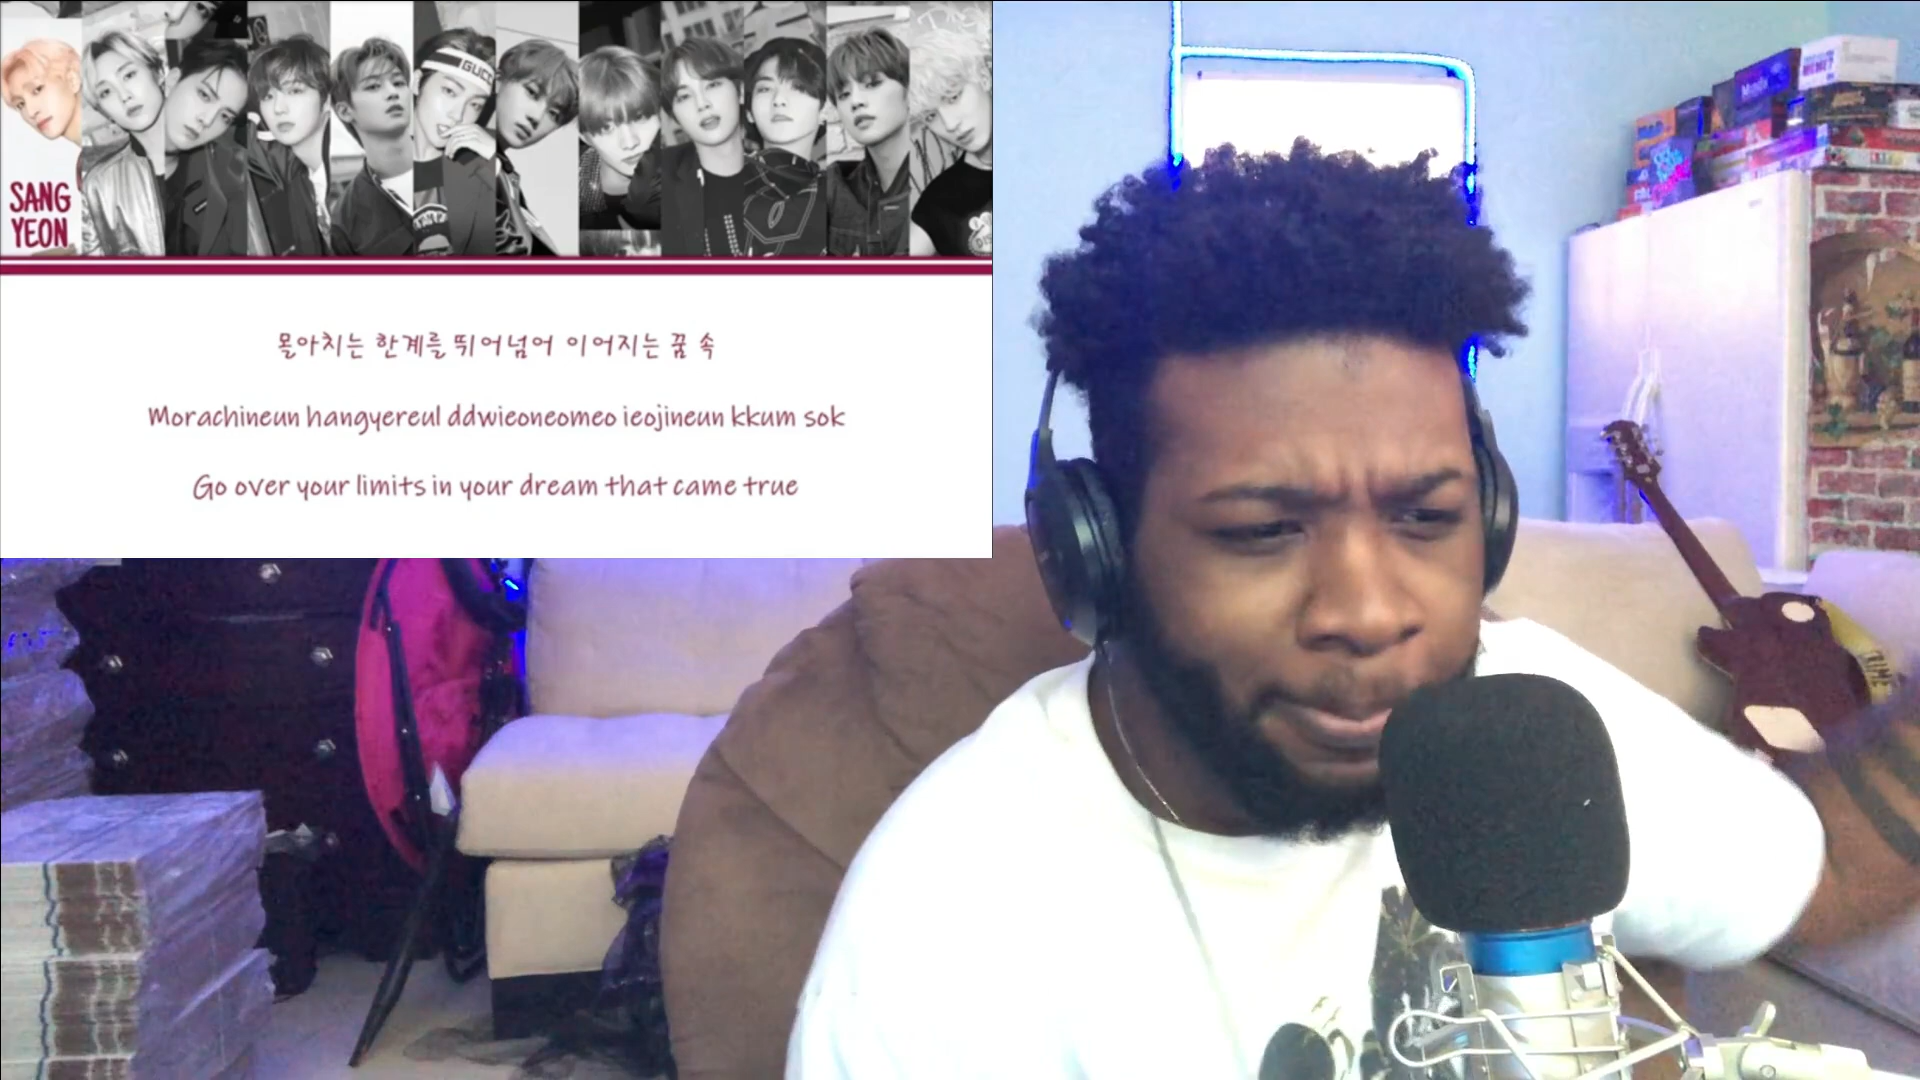 SANG
YEON
GUCCI
몰아치는 한계를 뛰어넘어 이어지는 꿈 속
Morachineun hangyereul ddwieoneomeo ieojineun kkum sok
Go over your limits in your dream that came true